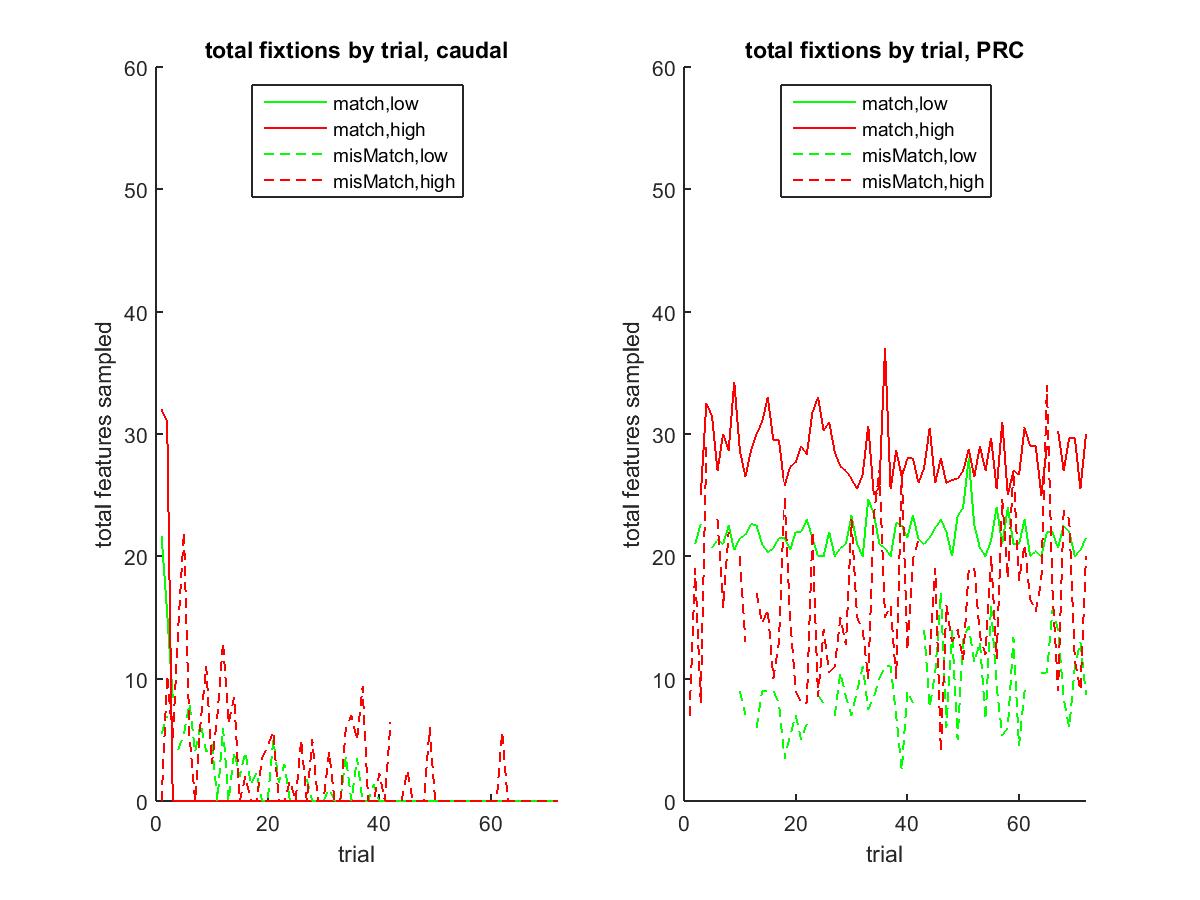 total fixtions by trial, caudal
60
50
40
30
20
10
0
total features sampled
match,low
match,high
misMatch,low
misMatch,high
0 20 40 60
trial
total fixtions by trial, PRC
60
50
40
30
20
10
0
total features sampled
match,low
match,high
misMatch,low
misMatch,high
0 20 40 60
trial